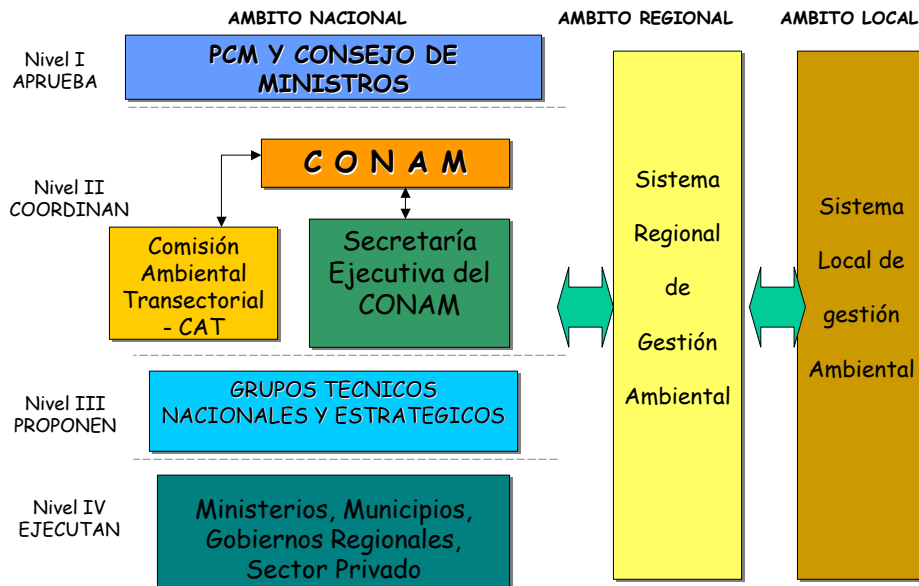 AMBITO NACIONAL
AMBITO REGIONAL
AMBITO LOCAL
Nivel I
APRUEBA
PCM Y CONSEJO DE
MINISTROS
Nivel II
COORDINAN
C O N A M
Comisión
Ambiental
Transectorial
- CAT
Secretaría
Ejecutiva del
CONAM
Nivel III
PROPONEN
GRUPOS TECNICOS
NACIONALES Y ESTRATEGICOS
Nivel IV
EJECUTAN
Ministerios, Municipios,
Gobiernos Regionales,
Sector Privado
Sistema
Regional
de
Gestión
Ambiental
Sistema
Local de
gestión
Ambiental